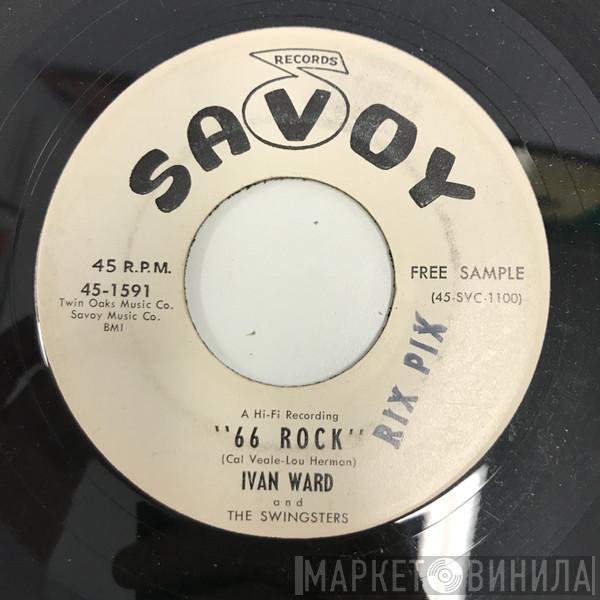 RECORDS
SAVOY
45 R.P.M.
45-1591
Twin Oaks Music Co.
Savoy Music Co.
BMI
FREE SAMPLE
(45-SVC-1100)
RIX PIX
A Hi-Fi Recording
"66 ROCK"
(Cal Veale-Lou Herman)
IVAN WARD
and
THE SWINGSTERS
МАРКЕТ ВИНИЛА